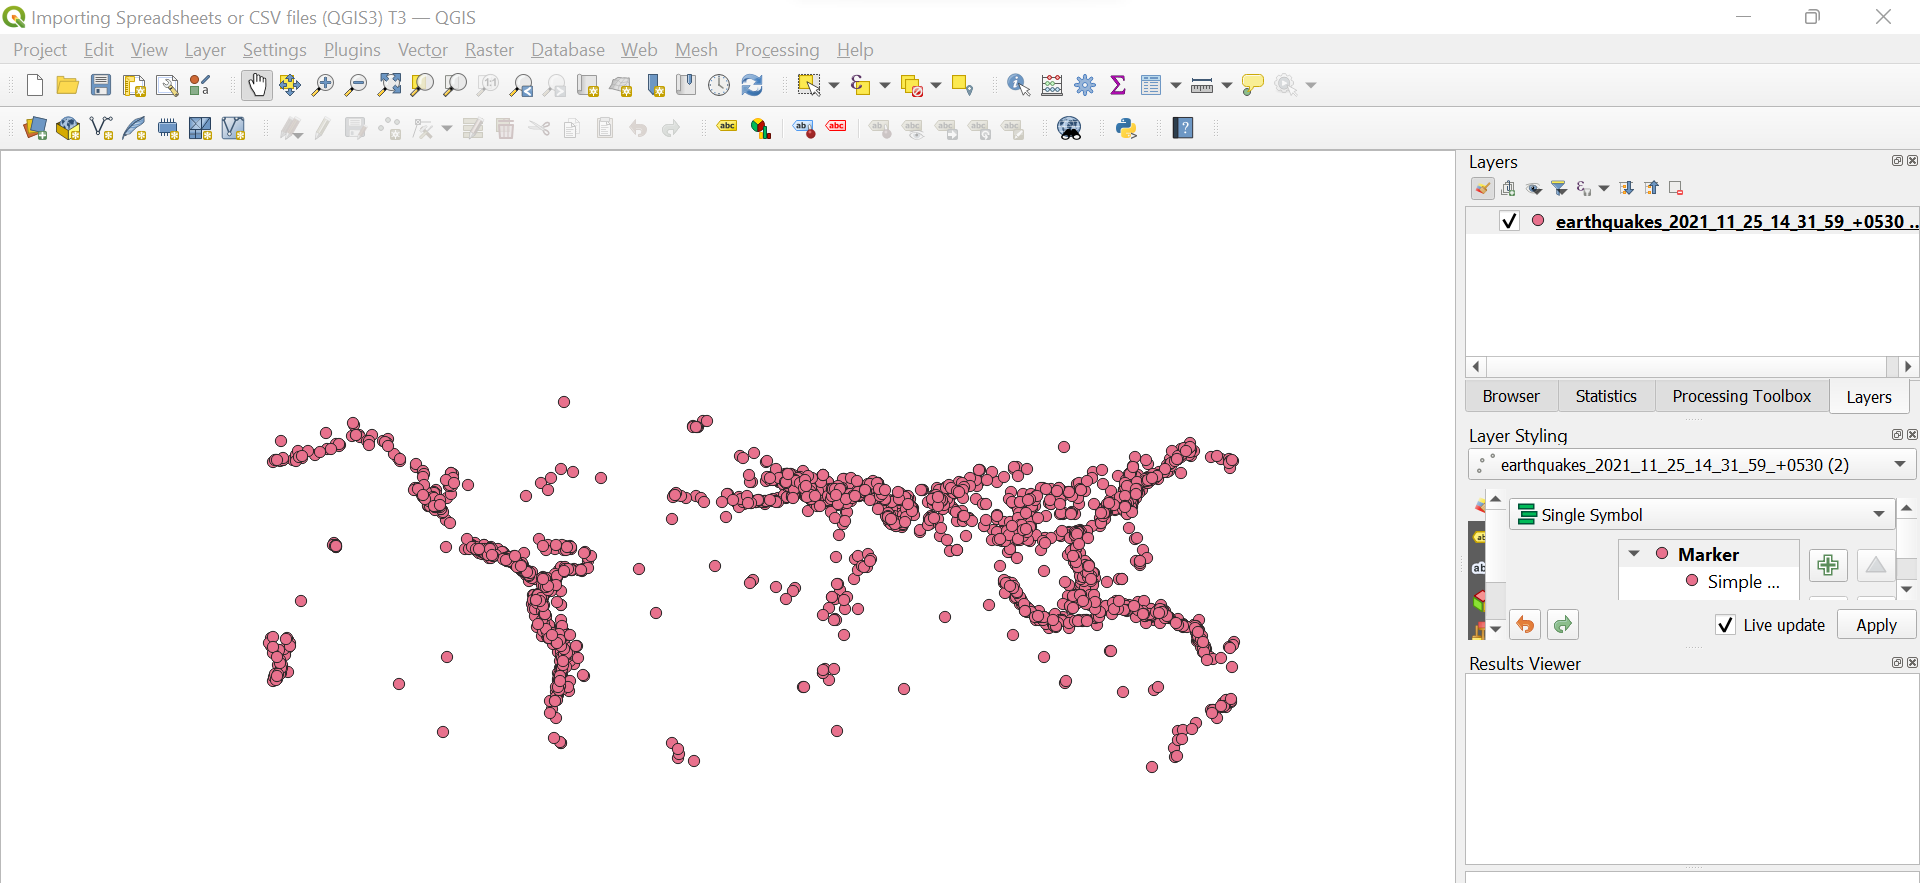 Importing Spreadsheets or CSV files (QGIS3) T3 — QGIS
Project Edit View Layer Settings Plugins Vector Raster Database Web Mesh Processing Help
Layers
earthquakes_2021_11_25_14_31_59_+0530 ..
Browser Statistics Processing Toolbox Layers
Layer Styling
earthquakes_2021_11_25_14_31_59_+0530 (2)
Single Symbol
Marker
Simple ...
Live update Apply
Results Viewer